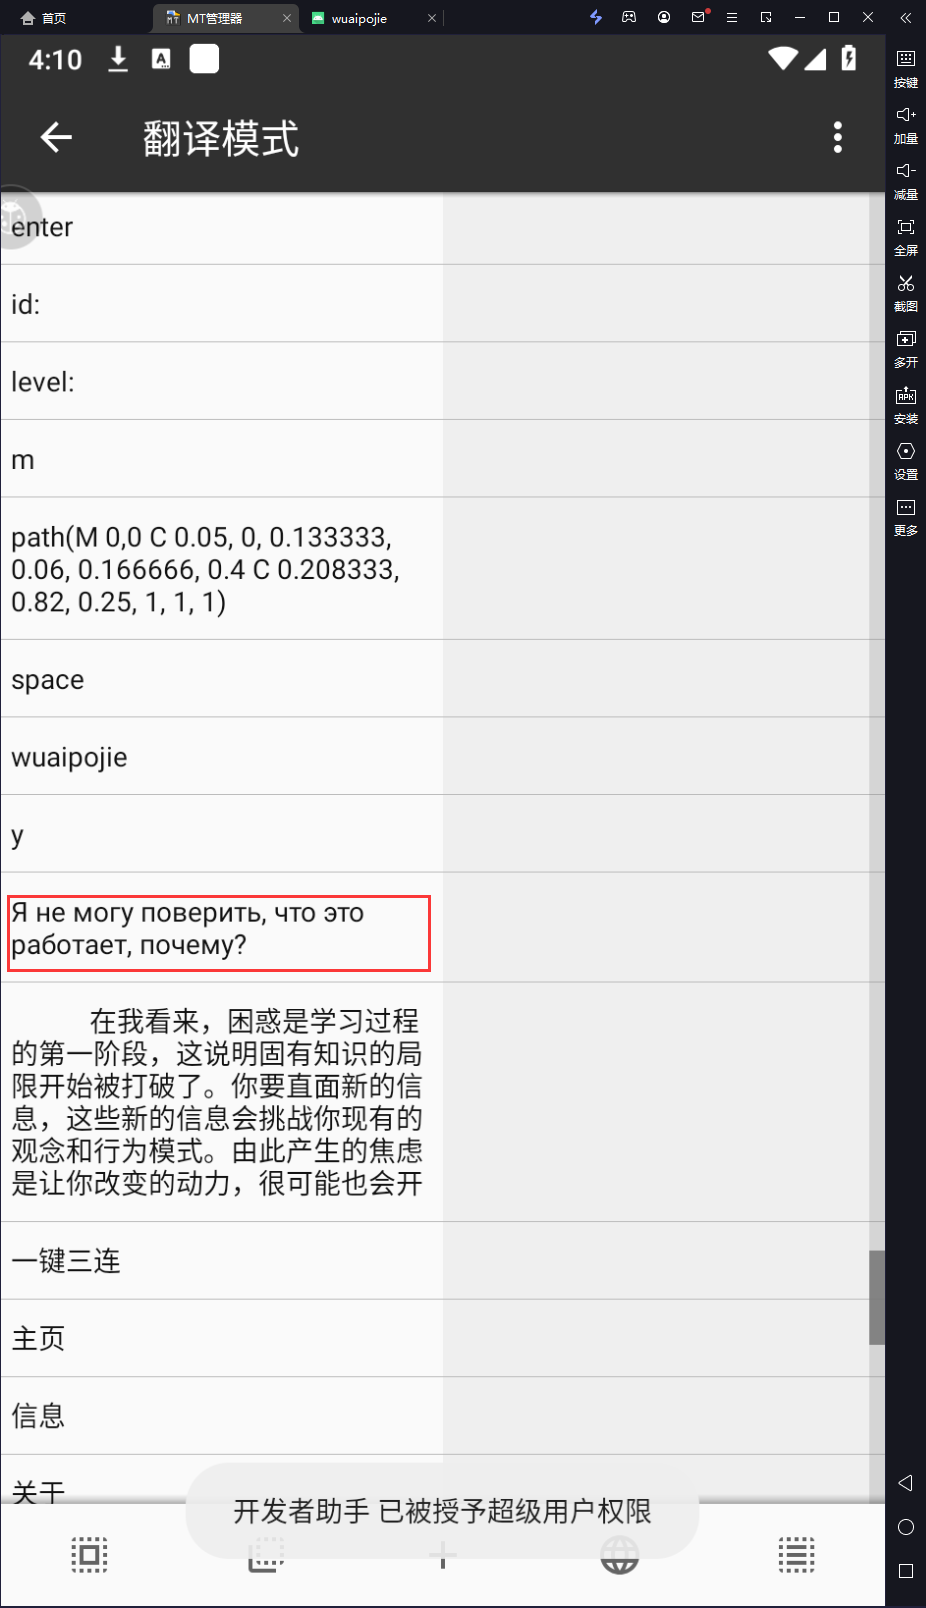 首页
MT管理器
wuaipojie
4:10
A
翻译模式
enter
id:
level:
m
path(M 0,0 C 0.05, 0, 0.133333,
0.06, 0.166666, 0.4 C 0.208333,
0.82, 0.25, 1, 1, 1)
space
wuaipojie
y
Я не могу поверить, что это
работает, почему?
在我看来，困惑是学习过程
的第一阶段，这说明固有知识的局
限开始被打破了。你要直面新的信
息，这些新的信息会挑战你现有的
观念和行为模式。由此产生的焦虑
是让你改变的动力，很可能也会开
一键三连
主页
信息
关于
开发者助手 已被授予超级用户权限
按键
加量
减量
全屏
截图
多开
APK
安装
设置
更多